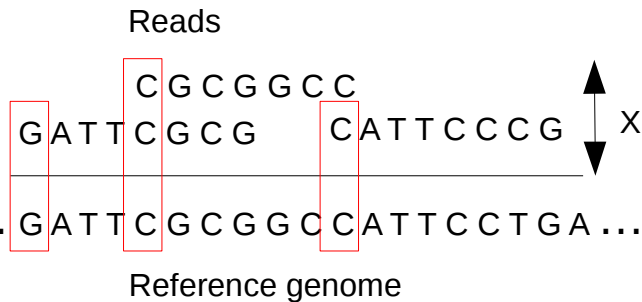 Reads
CGCGGCC
GATTCGCG CATTCCCG
X
. GATTCGCGGCCATTCCTGA ...
Reference genome